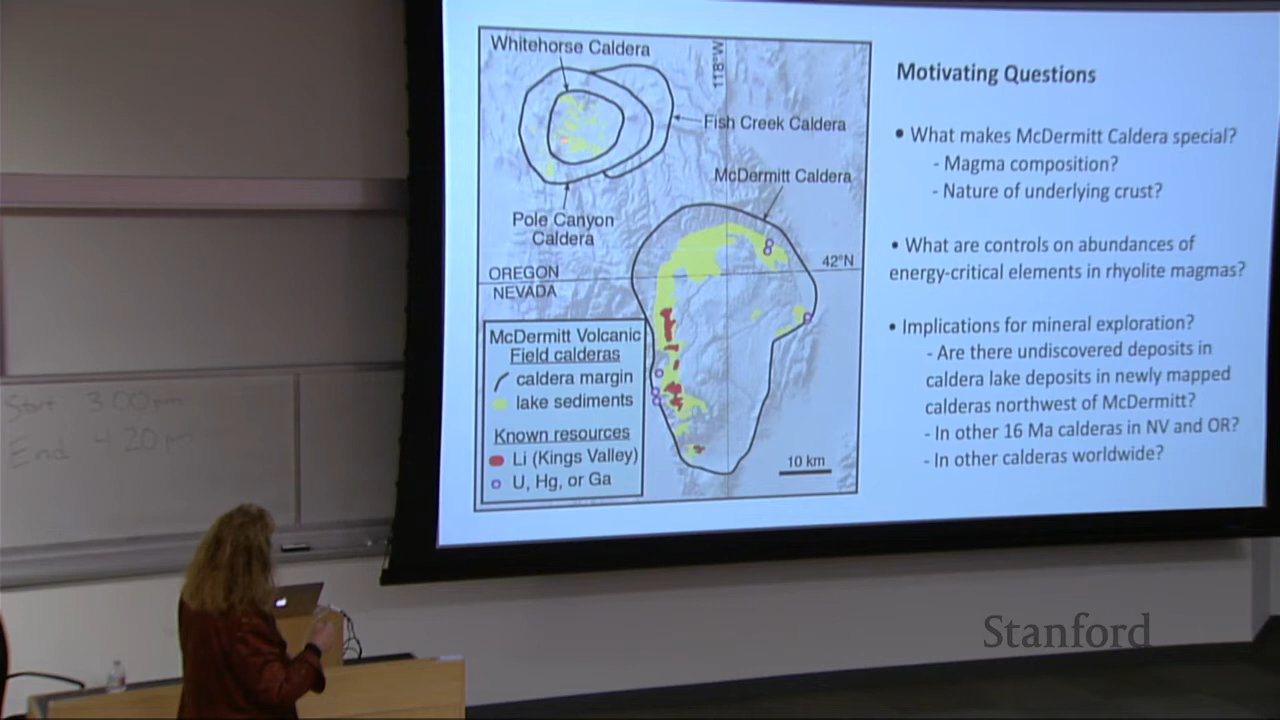 Whitehorse Caldera
118°W
Fish Creek Caldera
McDermitt Caldera
Pole Canyon
Caldera
42°N
OREGON
NEVADA
McDermitt Volcanic
Field calderas
caldera margin
lake sediments
Known resources
Li (Kings Valley)
U, Hg, or Ga
10 km
Motivating Questions
• What makes McDermitt Caldera special?
- Magma composition?
- Nature of underlying crust?
• What are controls on abundances of
energy-critical elements in rhyolite magmas?
• Implications for mineral exploration?
- Are there undiscovered deposits in
caldera lake deposits in newly mapped
calderas northwest of McDermitt?
- In other 16 Ma calderas in NV and OR?
- In other calderas worldwide?
Start 3:00pm
End 4:20pm
Stanford